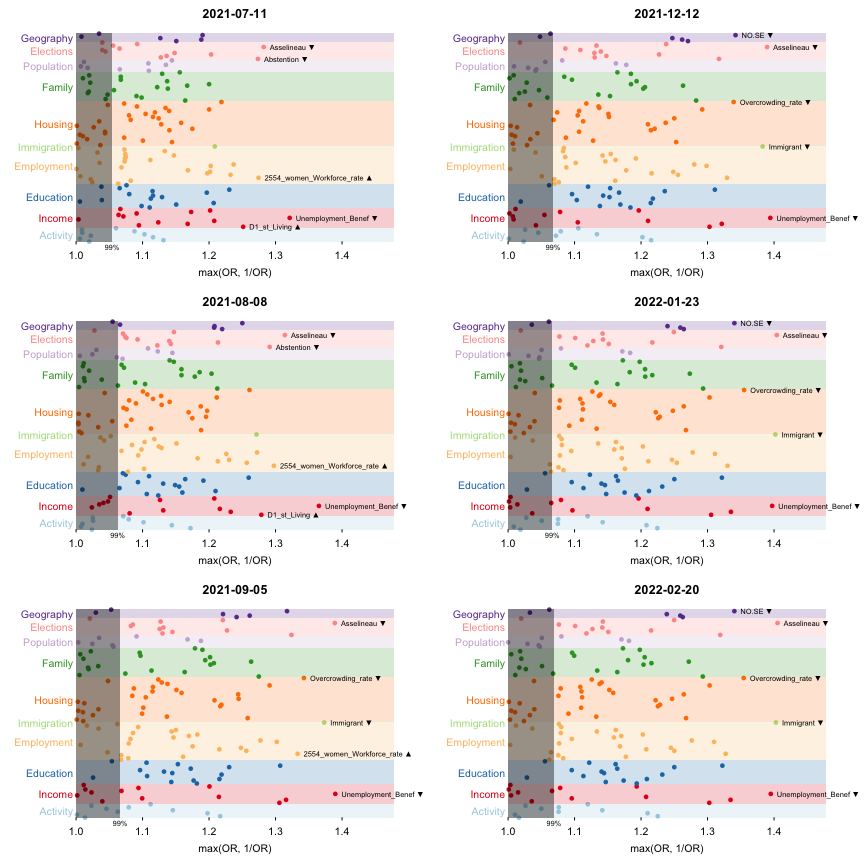 2021-07-11
Geography
Elections
Population
Family
Housing
Immigration
Employment
Education
Income
Activity
Asselineau ▼
Abstention ▼
2554_women_Workforce_rate ▲
Unemployment_Benef ▼
D1_st_Living ▲
99%
1.0 1.1 1.2 1.3 1.4
max(OR, 1/OR)
2021-12-12
Geography
Elections
Population
Family
Housing
Immigration
Employment
Education
Income
Activity
NO.SE ▼
Asselineau ▼
Overcrowding_rate ▼
Immigrant ▼
Unemployment_Benef ▼
99%
1.0 1.1 1.2 1.3 1.4
max(OR, 1/OR)
2021-08-08
Geography
Elections
Population
Family
Housing
Immigration
Employment
Education
Income
Activity
Asselineau ▼
Abstention ▼
2554_women_Workforce_rate ▲
Unemployment_Benef ▼
D1_st_Living ▲
99%
1.0 1.1 1.2 1.3 1.4
max(OR, 1/OR)
2022-01-23
Geography
Elections
Population
Family
Housing
Immigration
Employment
Education
Income
Activity
NO.SE ▼
Asselineau ▼
Overcrowding_rate ▼
Immigrant ▼
Unemployment_Benef ▼
99%
1.0 1.1 1.2 1.3 1.4
max(OR, 1/OR)
2021-09-05
Geography
Elections
Population
Family
Housing
Immigration
Employment
Education
Income
Activity
Asselineau ▼
Overcrowding_rate ▼
Immigrant ▼
2554_women_Workforce_rate ▲
Unemployment_Benef ▼
99%
1.0 1.1 1.2 1.3 1.4
max(OR, 1/OR)
2022-02-20
Geography
Elections
Population
Family
Housing
Immigration
Employment
Education
Income
Activity
NO.SE ▼
Asselineau ▼
Overcrowding_rate ▼
Immigrant ▼
Unemployment_Benef ▼
99%
1.0 1.1 1.2 1.3 1.4
max(OR, 1/OR)